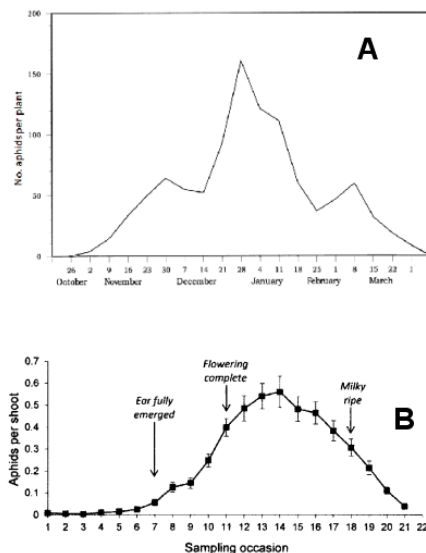 200
A
150
No. aphids per plant
100
50
0
26 2 9 16 23 30 7 14 21 28 4 11 18 25 1 8 15 22 1
October November December January February March
0.7
Flowering
complete
0.6
Ear fully
emerged
Milky
ripe
B
0.5
Aphids per shoot
0.4
0.3
0.2
0.1
0
1 2 3 4 5 6 7 8 9 10 11 12 13 14 15 16 17 18 19 20 21 22
Sampling occasion